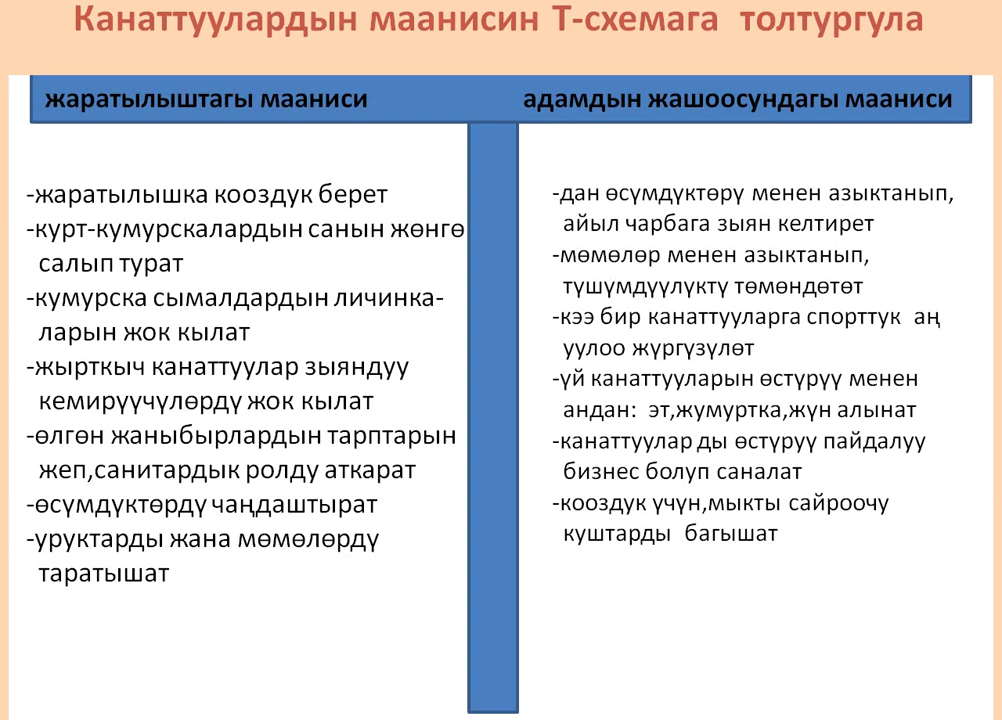 Канаттуулардын маанисин Т-схемага толтургула
жаратылыштагы мааниси
адамдын жашоосундагы мааниси
-жаратылышка кооздук берет
-курт-кумурскалардын санын жөнгө
салып турат
-кумурска сымалдардын личинка-
ларын жок кылат
-жырткыч канаттуулар зыяндуу
кемирүүчүлөрдү жок кылат
-өлгөн жаныбырлардын тарптарын
жеп,санитардык ролду аткарат
-өсүмдүктөрдү чаңдаштырат
-уруктарды жана мөмөлөрдү
таратышат
-дан өсүмдүктөрү менен азыктанып,
айыл чарбага зыян келтирет
-мөмөлөр менен азыктанып,
түшүмдүүлүктү төмөндөтөт
-кээ бир канаттууларга спорттук аң
уулоо жүргүзүлөт
-үй канаттууларын өстүрүү менен
андан: эт,жумуртка,жүн алынат
-канаттуулар ды өстүруу пайдалуу
бизнес болуп саналат
-кооздук үчүн,мыкты сайроочу
куштарды багышат